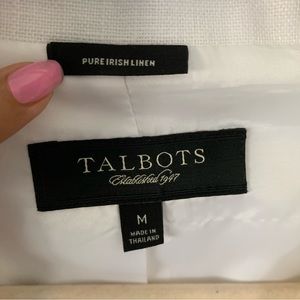 PURE IRISH LINEN
TALBOTS
Established 1947
M
MADE IN
THAILAND